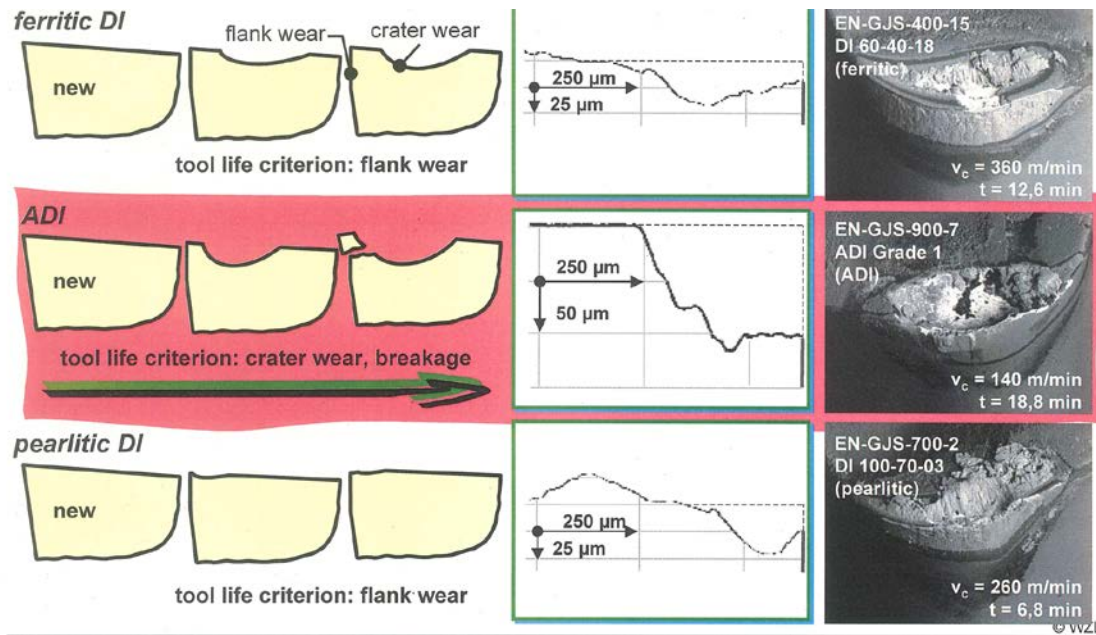 ferritic DI
flank wear
crater wear
new
tool life criterion: flank wear
250 µm
25 µm
EN-GJS-400-15
DI 60-40-18
(ferritic)
vc = 360 m/min
t = 12,6 min
ADI
new
tool life criterion: crater wear, breakage
250 µm
50 µm
EN-GJS-900-7
ADI Grade 1
(ADI)
vc = 140 m/min
t = 18,8 min
pearlitic DI
new
tool life criterion: flank wear
250 µm
25 µm
EN-GJS-700-2
DI 100-70-03
(pearlitic)
vc = 260 m/min
t = 6,8 min